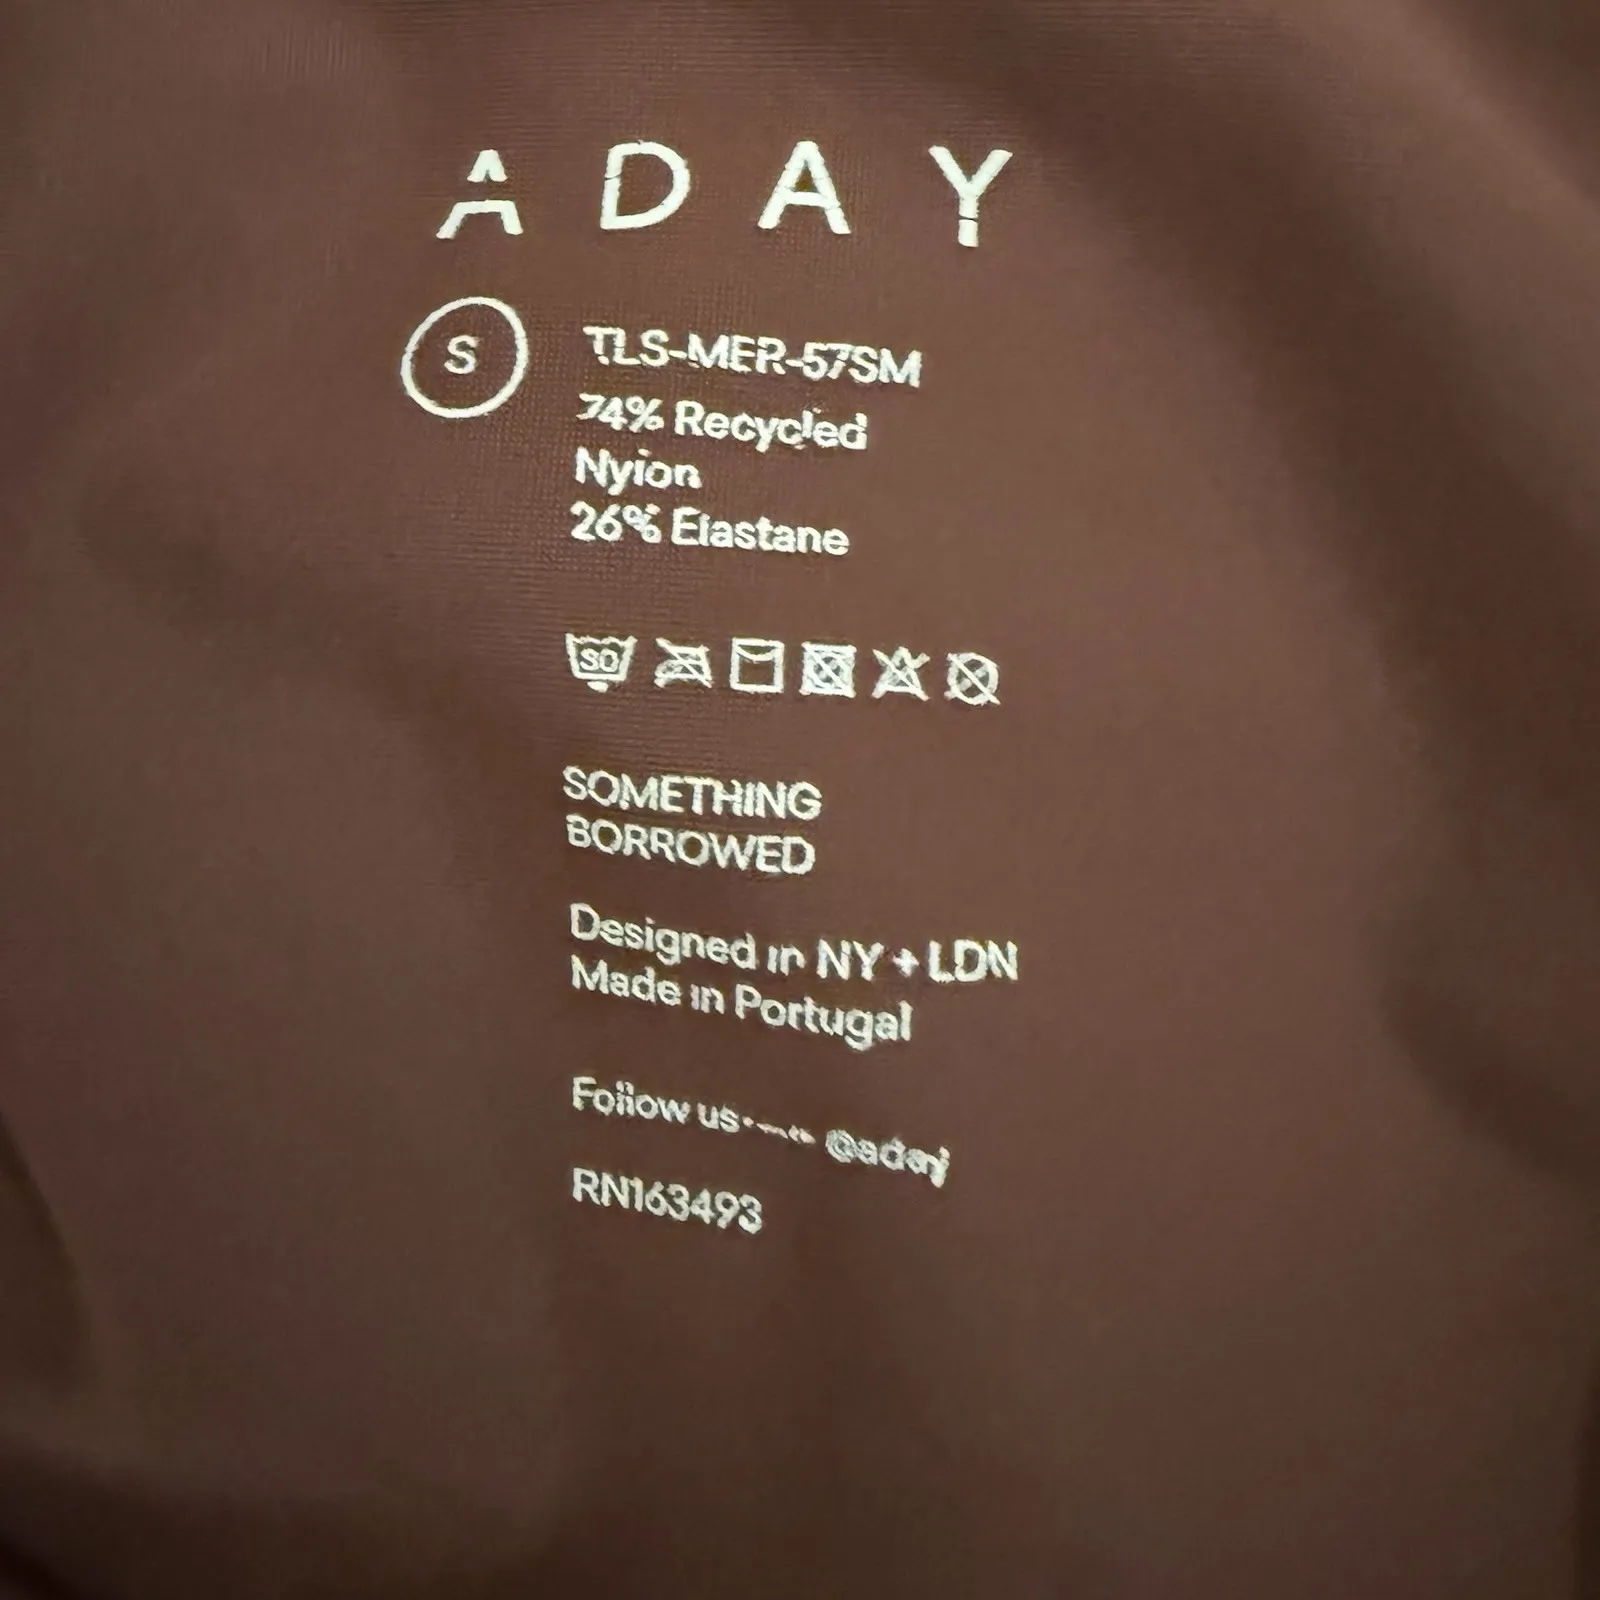 ADAY
S
TLS-MER-57SM
74% Recycled
Nylon
26% Elastane
SOMETHING
BORROWED
Designed in NY + LDN
Made in Portugal
Follow us @aday
RN163493